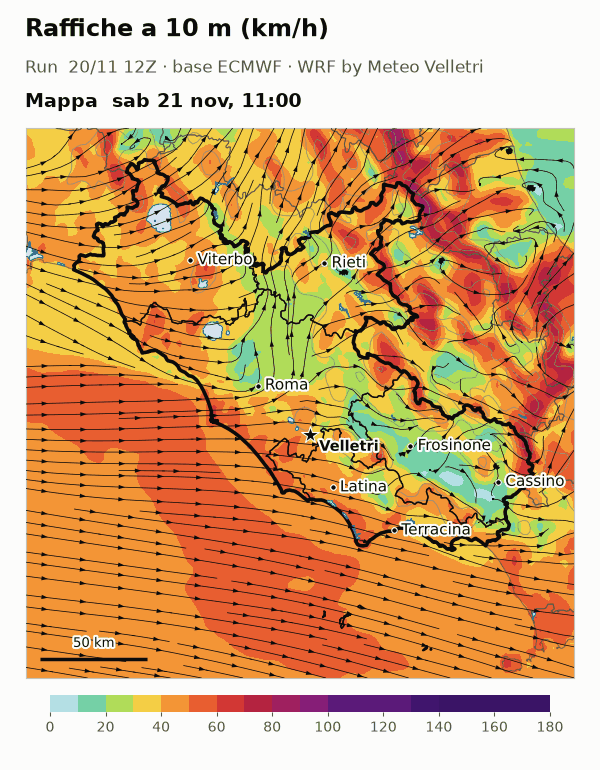 Raffiche a 10 m (km/h)
Run 20/11 12Z · base ECMWF · WRF by Meteo Velletri
Mappa sab 21 nov, 11:00
Viterbo
Rieti
Roma
Velletri
Frosinone
Cassino
Latina
Terracina
50 km
0 20 40 60 80 100 120 140 160 180